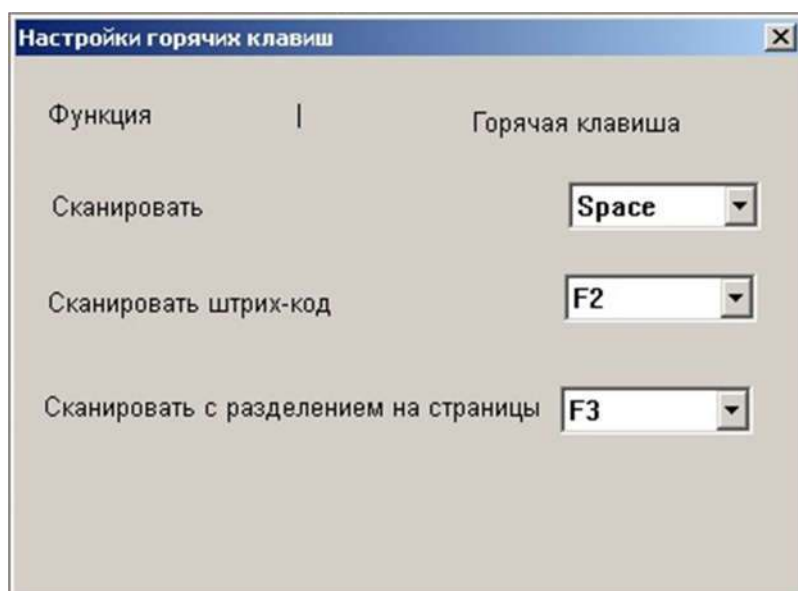 Настройки горячих клавиш
Функция | Горячая клавиша
Сканировать Space
Сканировать штрих-код F2
Сканировать с разделением на страницы F3